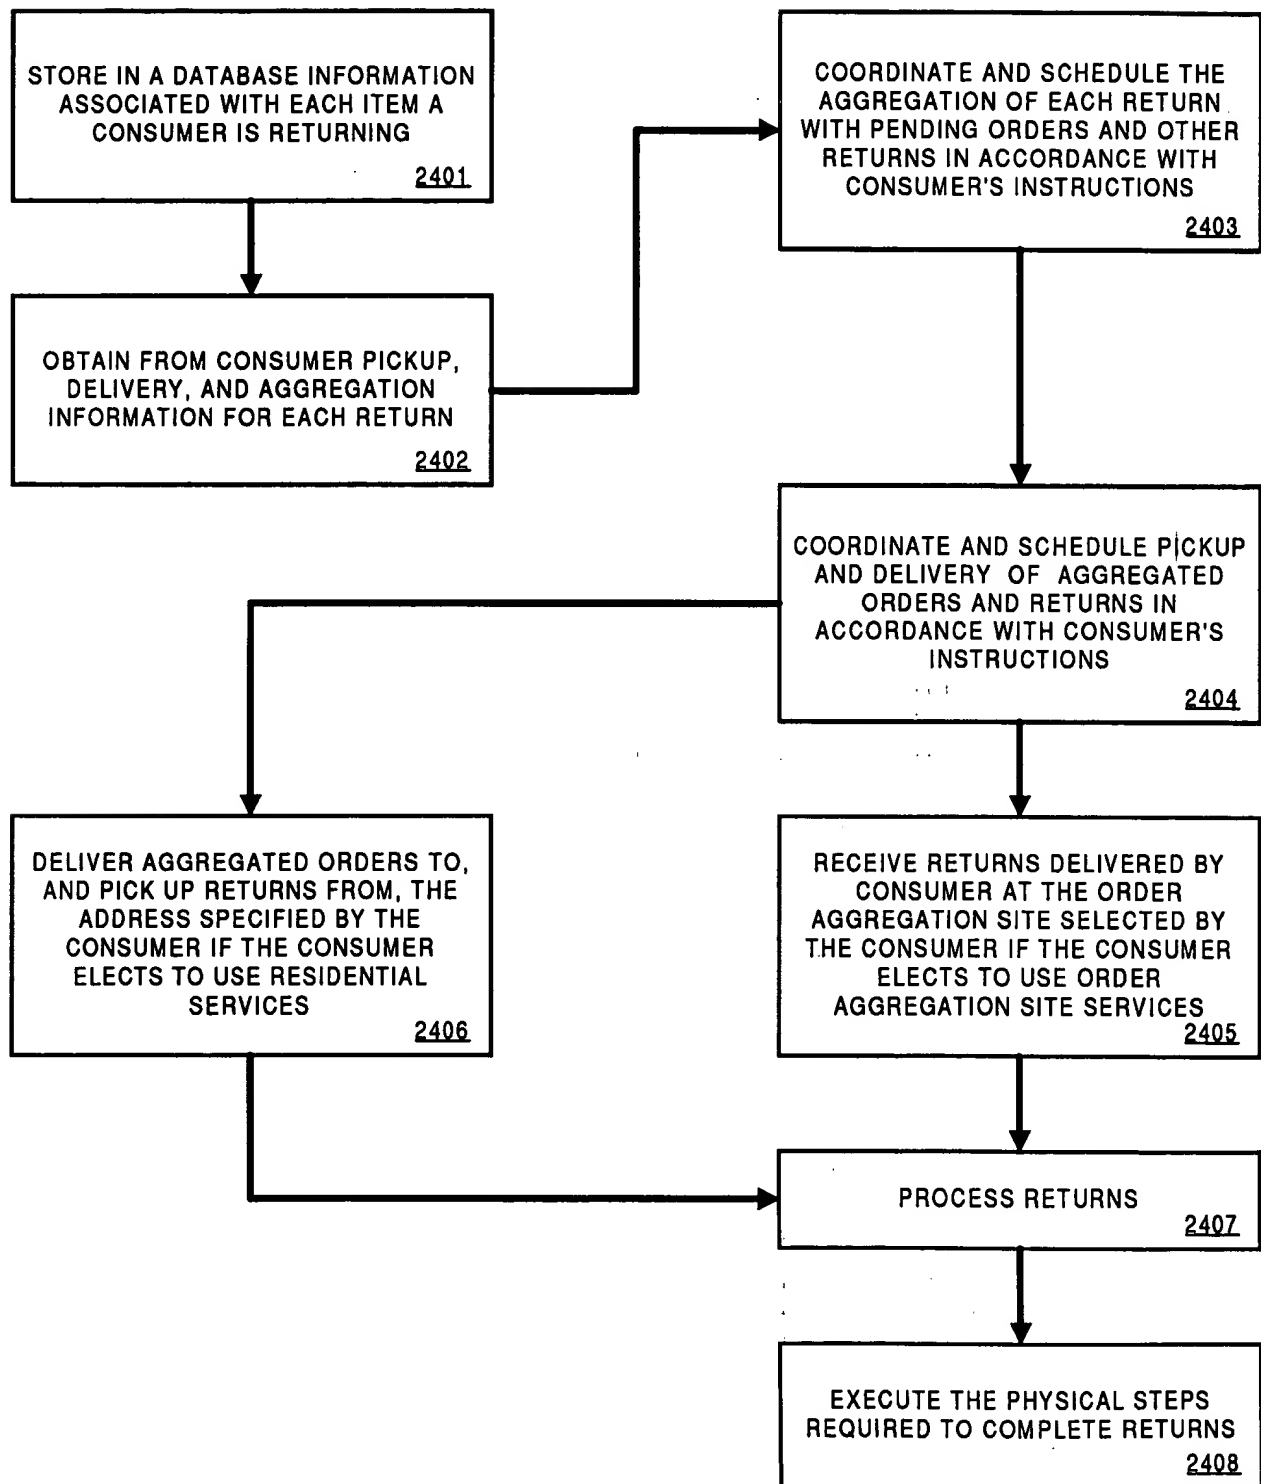 STORE IN A DATABASE INFORMATION
ASSOCIATED WITH EACH ITEM A
CONSUMER IS RETURNING
2401
OBTAIN FROM CONSUMER PICKUP,
DELIVERY, AND AGGREGATION
INFORMATION FOR EACH RETURN
2402
COORDINATE AND SCHEDULE THE
AGGREGATION OF EACH RETURN
WITH PENDING ORDERS AND OTHER
RETURNS IN ACCORDANCE WITH
CONSUMER'S INSTRUCTIONS
2403
COORDINATE AND SCHEDULE PICKUP
AND DELIVERY OF AGGREGATED
ORDERS AND RETURNS IN
ACCORDANCE WITH CONSUMER'S
INSTRUCTIONS
2404
DELIVER AGGREGATED ORDERS TO,
AND PICK UP RETURNS FROM, THE
ADDRESS SPECIFIED BY THE
CONSUMER IF THE CONSUMER
ELECTS TO USE RESIDENTIAL
SERVICES
2406
RECEIVE RETURNS DELIVERED BY
CONSUMER AT THE ORDER
AGGREGATION SITE SELECTED BY
THE CONSUMER IF THE CONSUMER
ELECTS TO USE ORDER
AGGREGATION SITE SERVICES
2405
PROCESS RETURNS
2407
EXECUTE THE PHYSICAL STEPS
REQUIRED TO COMPLETE RETURNS
2408